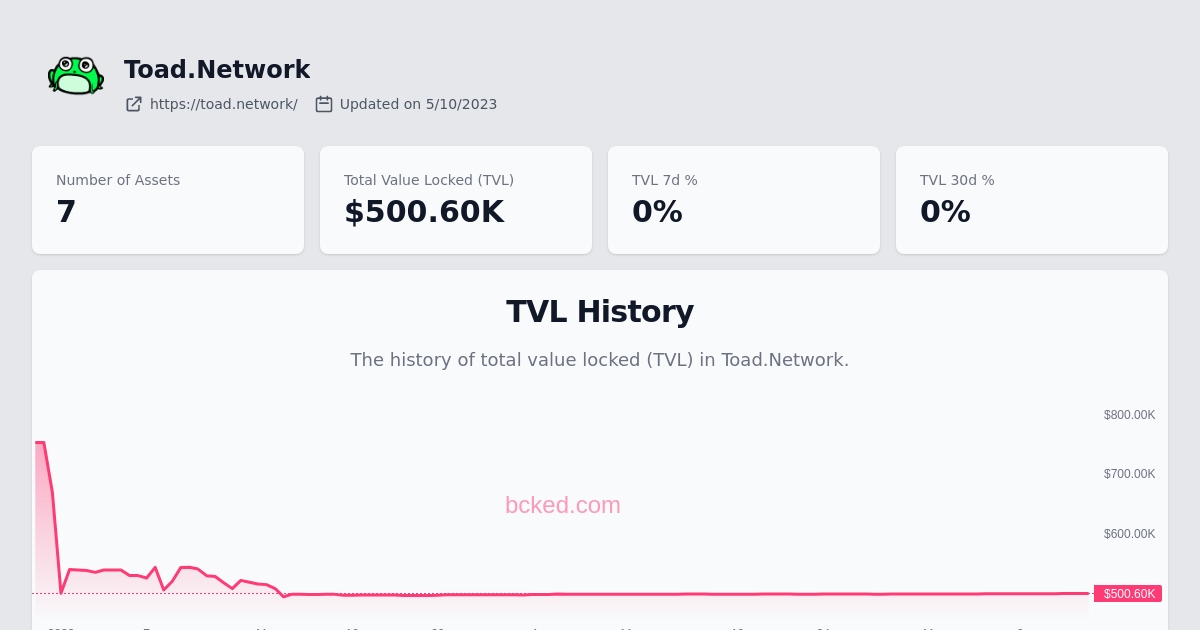 Toad.Network
https://toad.network/ Updated on 5/10/2023
Number of Assets
7
Total Value Locked (TVL)
$500.60K
TVL 7d %
0%
TVL 30d %
0%
TVL History
The history of total value locked (TVL) in Toad.Network.
$800.00K
$700.00K
bcked.com
$600.00K
$500.60K